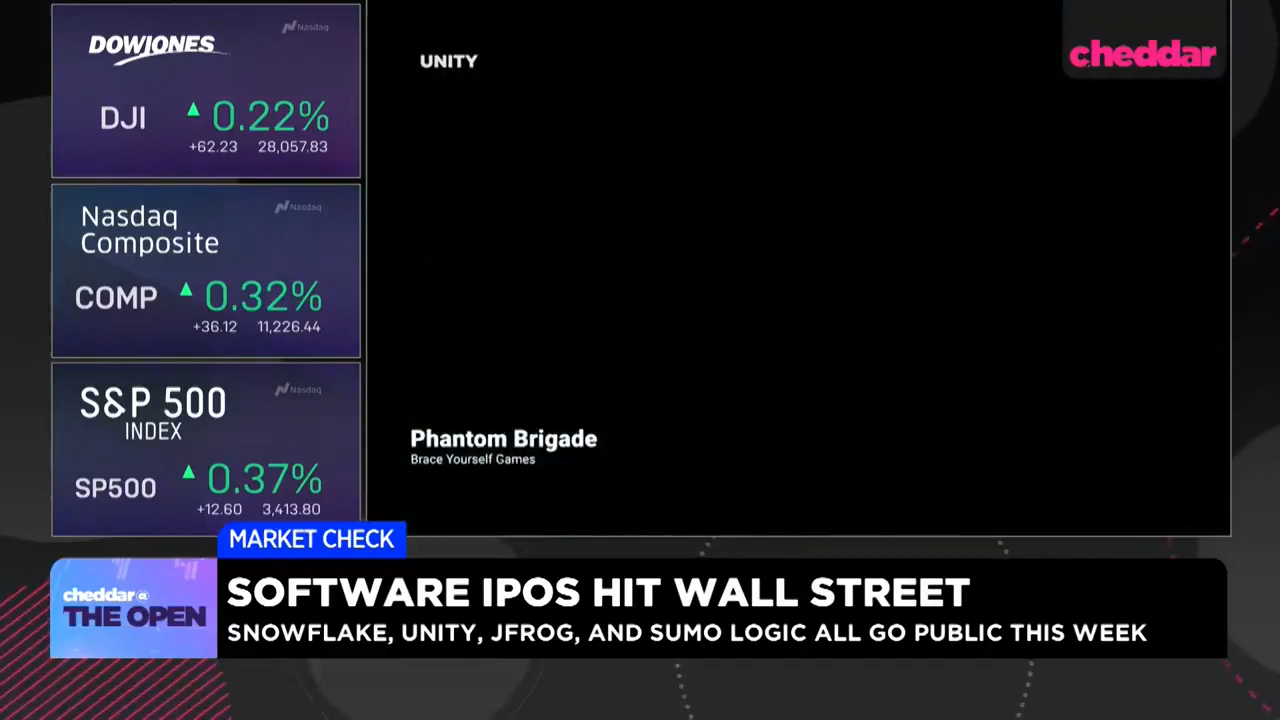 DOWJONES
Nasdaq
DJI ▲ 0.22%
+62.23 28,057.83
Nasdaq
Composite
Nasdaq
COMP ▲ 0.32%
+36.12 11,226.44
S&P 500
INDEX
Nasdaq
SP500 ▲ 0.37%
+12.60 3,413.80
UNITY
cheddar
Phantom Brigade
Brace Yourself Games
MARKET CHECK
cheddar@
THE OPEN
SOFTWARE IPOS HIT WALL STREET
SNOWFLAKE, UNITY, JFROG, AND SUMO LOGIC ALL GO PUBLIC THIS WEEK